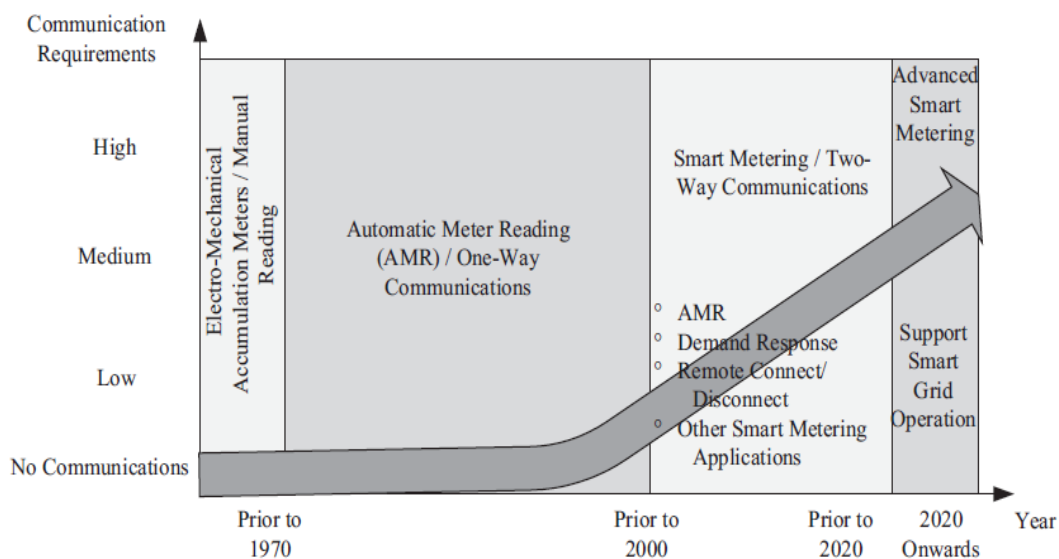 Communication
Requirements
High
Medium
Low
No Communications
Electro-Mechanical
Accumulation Meters / Manual
Reading
Automatic Meter Reading
(AMR) / One-Way
Communications
Smart Metering / Two-
Way Communications
° AMR
° Demand Response
° Remote Connect/
Disconnect
° Other Smart Metering
Applications
Advanced
Smart
Metering
Support
Smart
Grid
Operation
Prior to
1970
Prior to
2000
Prior to
2020
2020
Onwards
Year